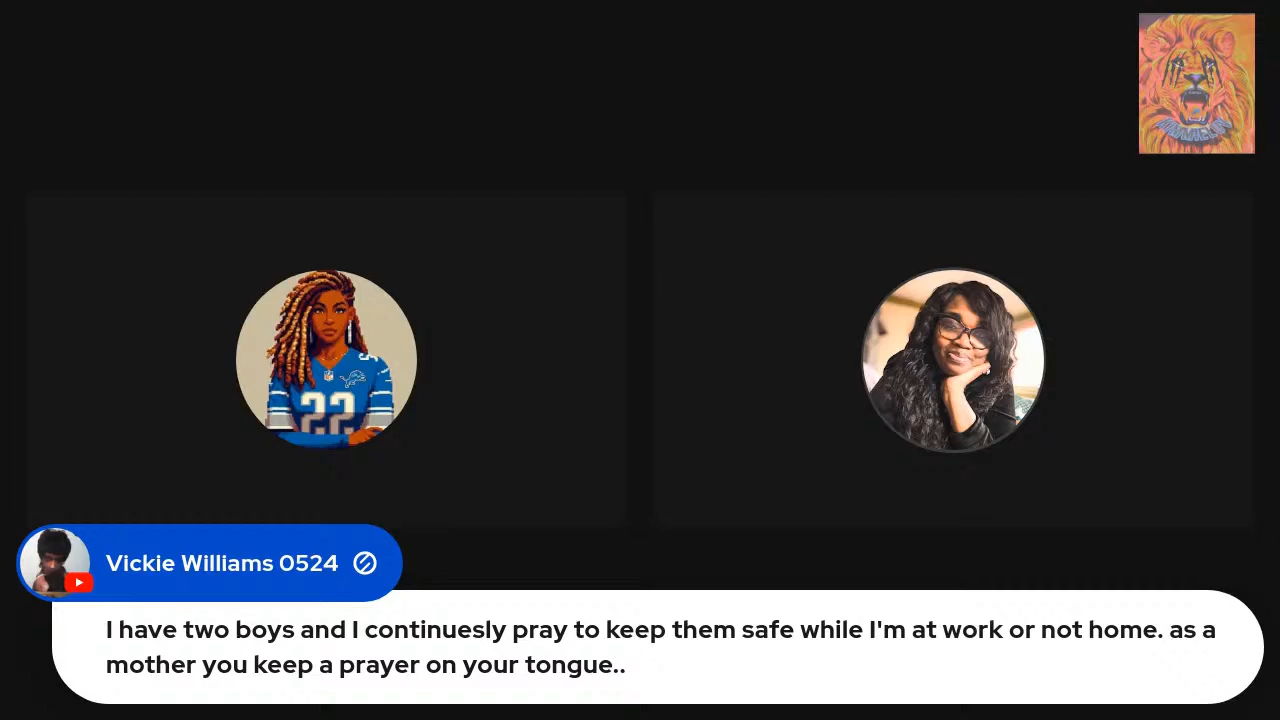 22
Vickie Williams 0524
I have two boys and I continuesly pray to keep them safe while I'm at work or not home. as a
mother you keep a prayer on your tongue..